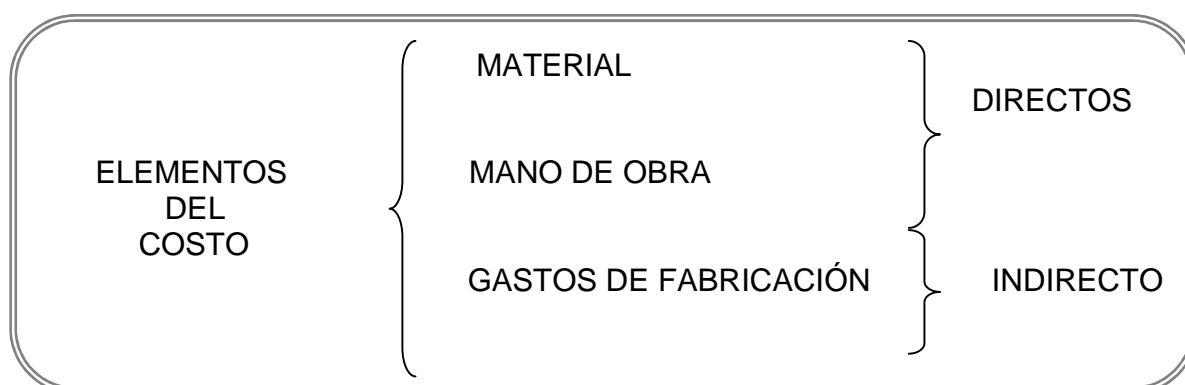 MATERIAL
DIRECTOS
ELEMENTOS
DEL
COSTO
MANO DE OBRA
GASTOS DE FABRICACIÓN
INDIRECTO